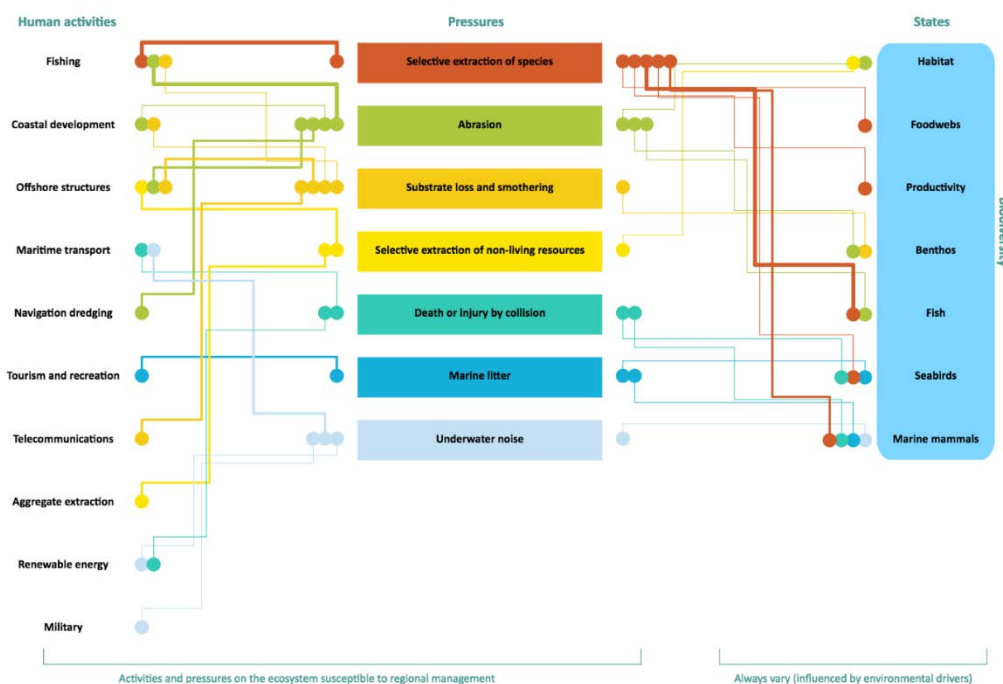 Human activities
Pressures
States
Fishing
Selective extraction of species
Habitat
Coastal development
Abrasion
Foodwebs
Offshore structures
Substrate loss and smothering
Productivity
Maritime transport
Selective extraction of non-living resources
Benthos
Navigation dredging
Death or injury by collision
Fish
Tourism and recreation
Marine litter
Seabirds
Telecommunications
Underwater noise
Marine mammals
Aggregate extraction
Renewable energy
Military
Activities and pressures on the ecosystem susceptible to regional management
Always vary (influenced by environmental drivers)